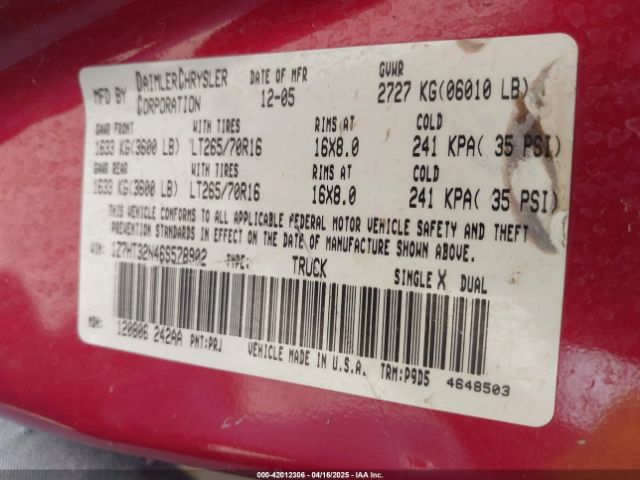 MFD BY DAIMLERCHRYSLER CORPORATION DATE OF MFR 12-05 GVWR 2727 KG(06010 LB)
GAWR FRONT WITH TIRES RIMS AT COLD
1633 KG(3600 LB) LT265/70R16 16X8.0 241 KPA( 35 PSI)
GAWR REAR WITH TIRES RIMS AT COLD
1633 KG(3600 LB) LT265/70R16 16X8.0 241 KPA( 35 PSI)
THIS VEHICLE CONFORMS TO ALL APPLICABLE FEDERAL MOTOR VEHICLE SAFETY AND THEFT
PREVENTION STANDARDS IN EFFECT ON THE DATE OF MANUFACTURE SHOWN ABOVE.
VIN: 1Z7HT32N46S578902 TYPE: TRUCK SINGLE X DUAL
MDH: 120806 242AA PNT:PRJ VEHICLE MADE IN U.S.A. TRM:P9D5 4648503
000-42012306 - 04/16/2025 - IAA Inc.